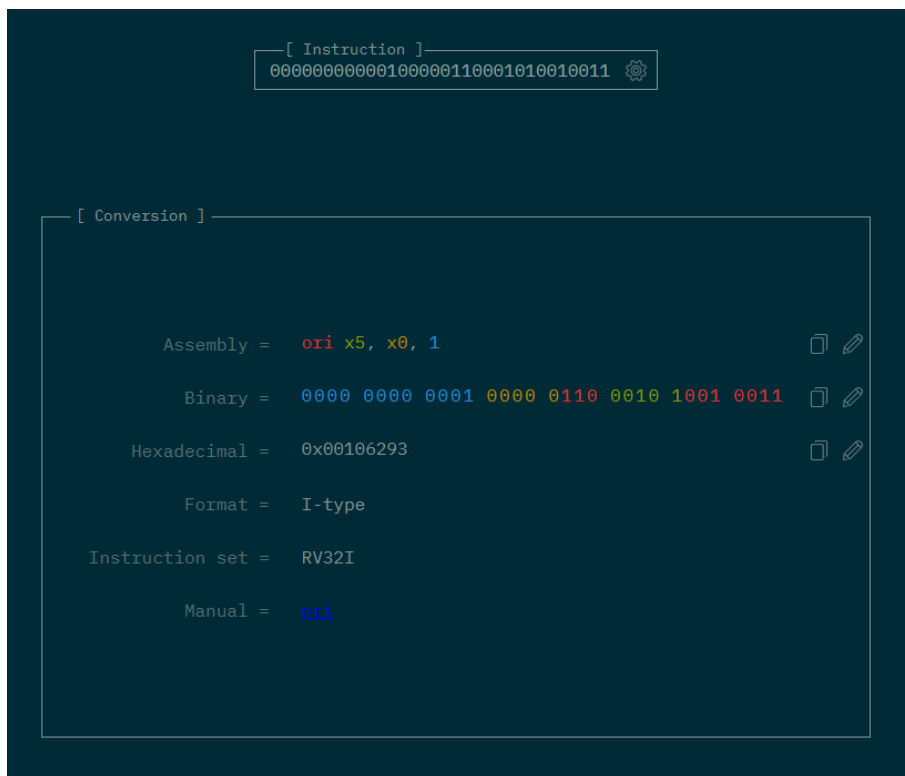 [ Instruction ]
00000000000100000110001010010011
[ Conversion ]
Assembly = ori x5, x0, 1
Binary = 0000 0000 0001 0000 0110 0010 1001 0011
Hexadecimal = 0x00106293
Format = I-type
Instruction set = RV32I
Manual = ori